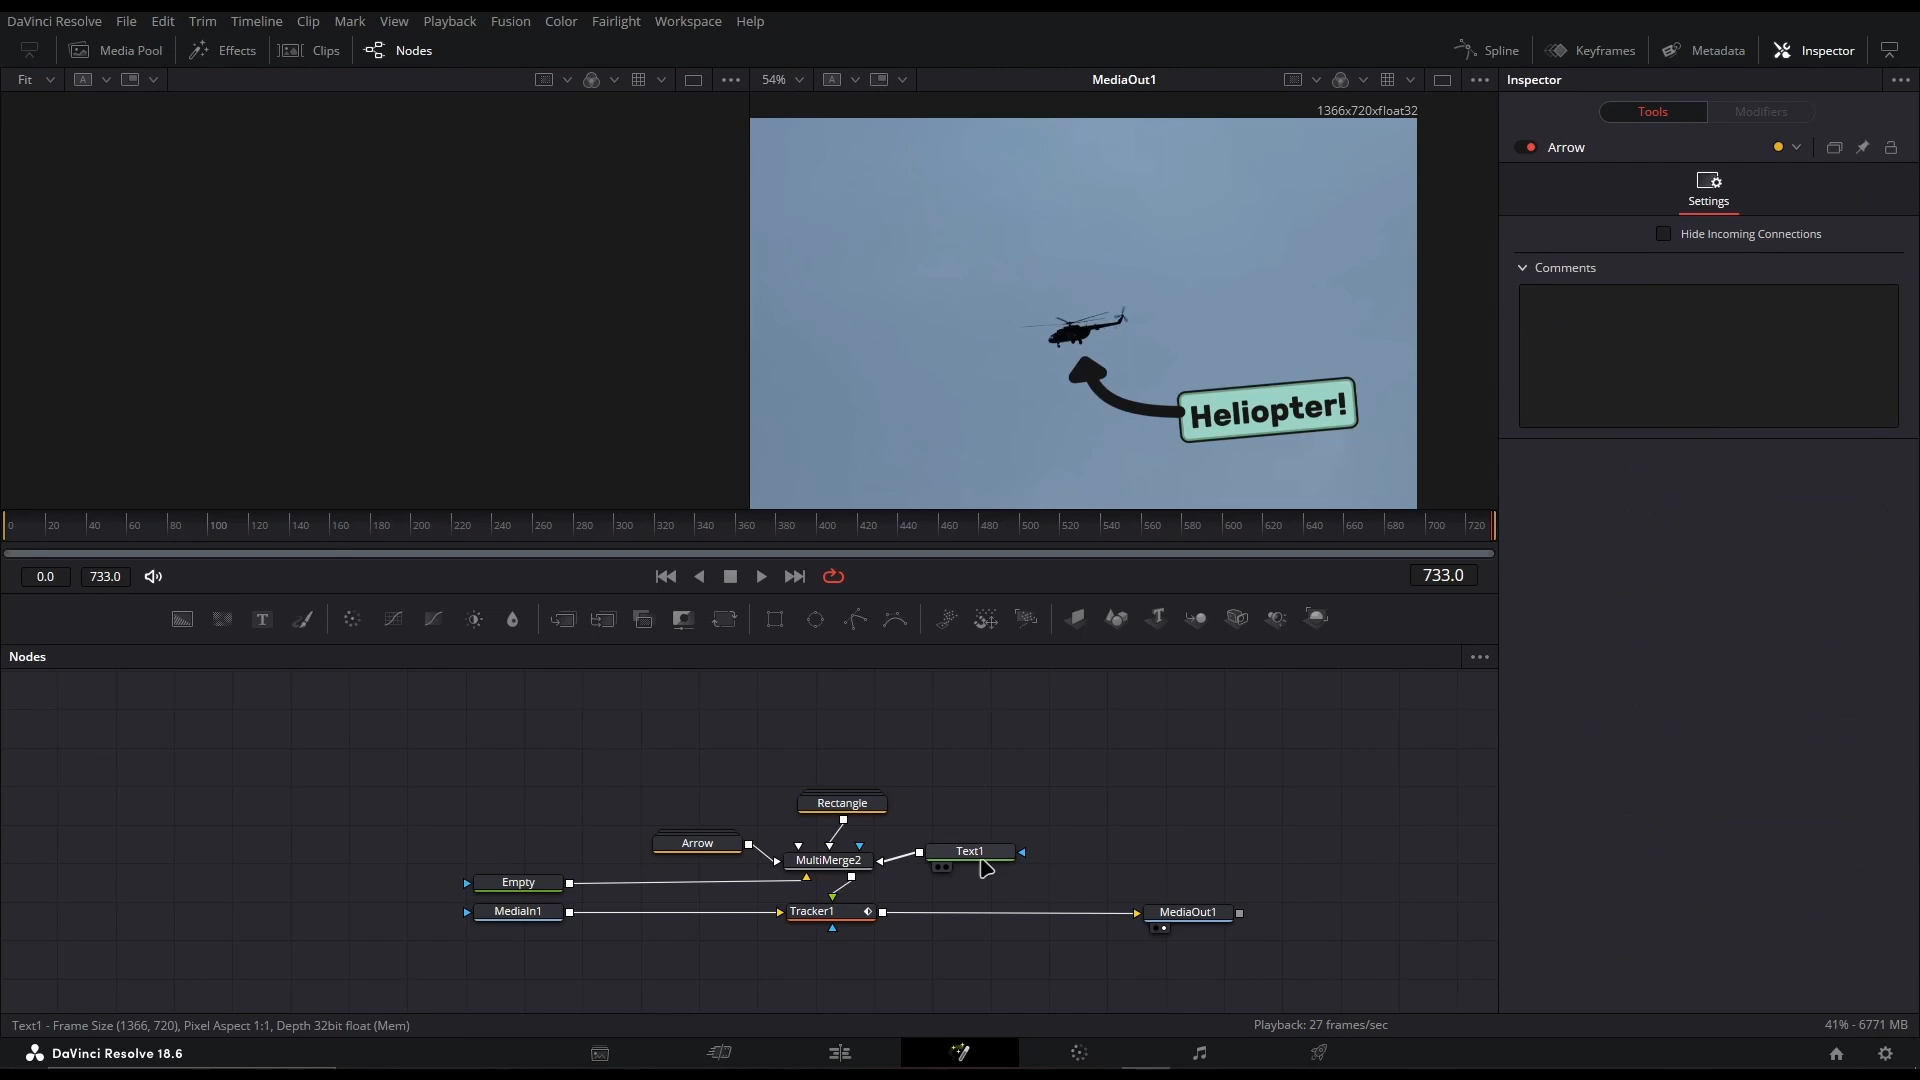 DaVinci Resolve File Edit Trim Timeline Clip Mark View Playback Fusion Color Fairlight Workspace Help
Media Pool Effects Clips Nodes Spline Keyframes Metadata Inspector
Fit A 54% A MediaOut1 Inspector
1366x720xfloat32
Tools Modifiers
Arrow
Settings
Hide Incoming Connections
Comments
Heliopter!
0 20 40 60 80 100 120 140 160 180 200 220 240 260 280 300 320 340 360 380 400 420 440 460 480 500 520 540 560 580 600 620 640 660 680 700 720
0.0 733.0 733.0
T T
Nodes
Rectangle
Arrow
Text1
MultiMerge2
Empty
MediaIn1
Tracker1
MediaOut1
Text1 - Frame Size (1366, 720), Pixel Aspect 1:1, Depth 32bit float (Mem) Playback: 27 frames/sec 41% - 6771 MB
DaVinci Resolve 18.6